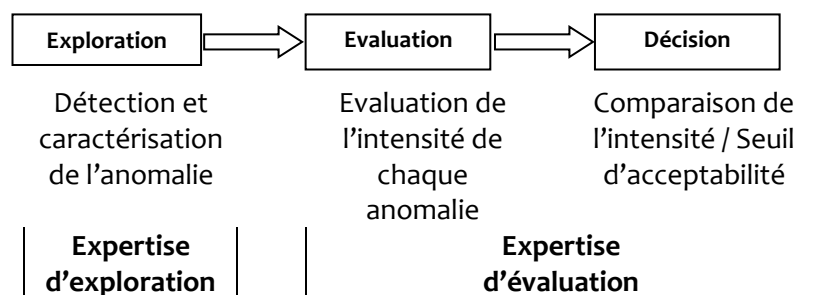 Exploration
Evaluation
Décision
Détection et
caractérisation
de l'anomalie
Evaluation de
l'intensité de
chaque
anomalie
Comparaison de
l'intensité / Seuil
d'acceptabilité
Expertise
d'exploration
Expertise
d'évaluation